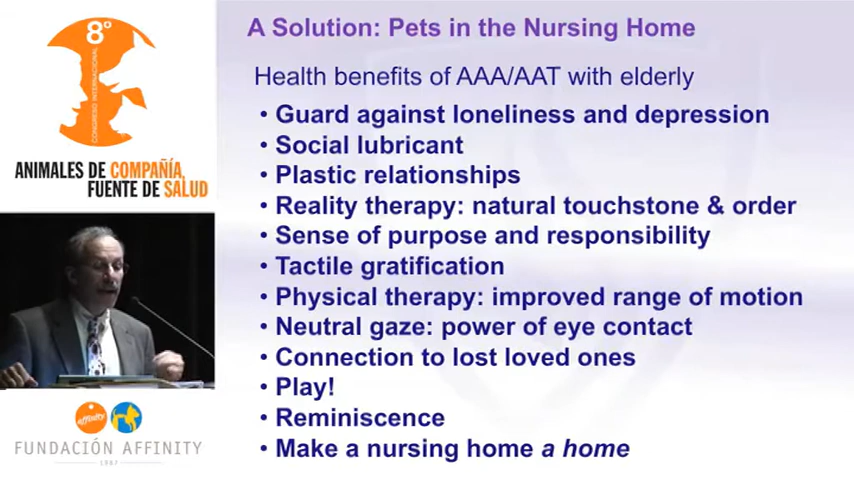 8º
CONGRESO INTERNACIONAL
ANIMALES DE COMPAÑÍA,
FUENTE DE SALUD
A Solution: Pets in the Nursing Home
Health benefits of AAA/AAT with elderly
• Guard against loneliness and depression
• Social lubricant
• Plastic relationships
• Reality therapy: natural touchstone & order
• Sense of purpose and responsibility
• Tactile gratification
• Physical therapy: improved range of motion
• Neutral gaze: power of eye contact
• Connection to lost loved ones
• Play!
• Reminiscence
• Make a nursing home a home
affinity
FUNDACIÓN AFFINITY
1987